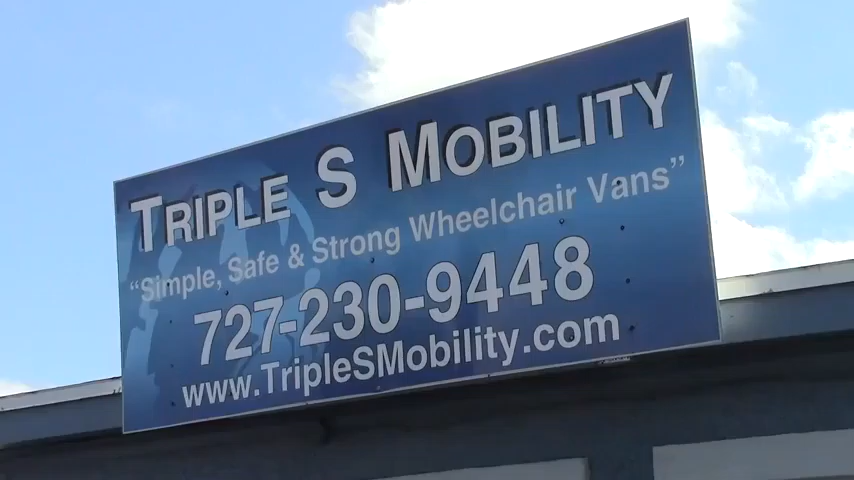 TRIPLE S MOBILITY
"Simple, Safe & Strong Wheelchair Vans"
727-230-9448
www.TripleSMobility.com